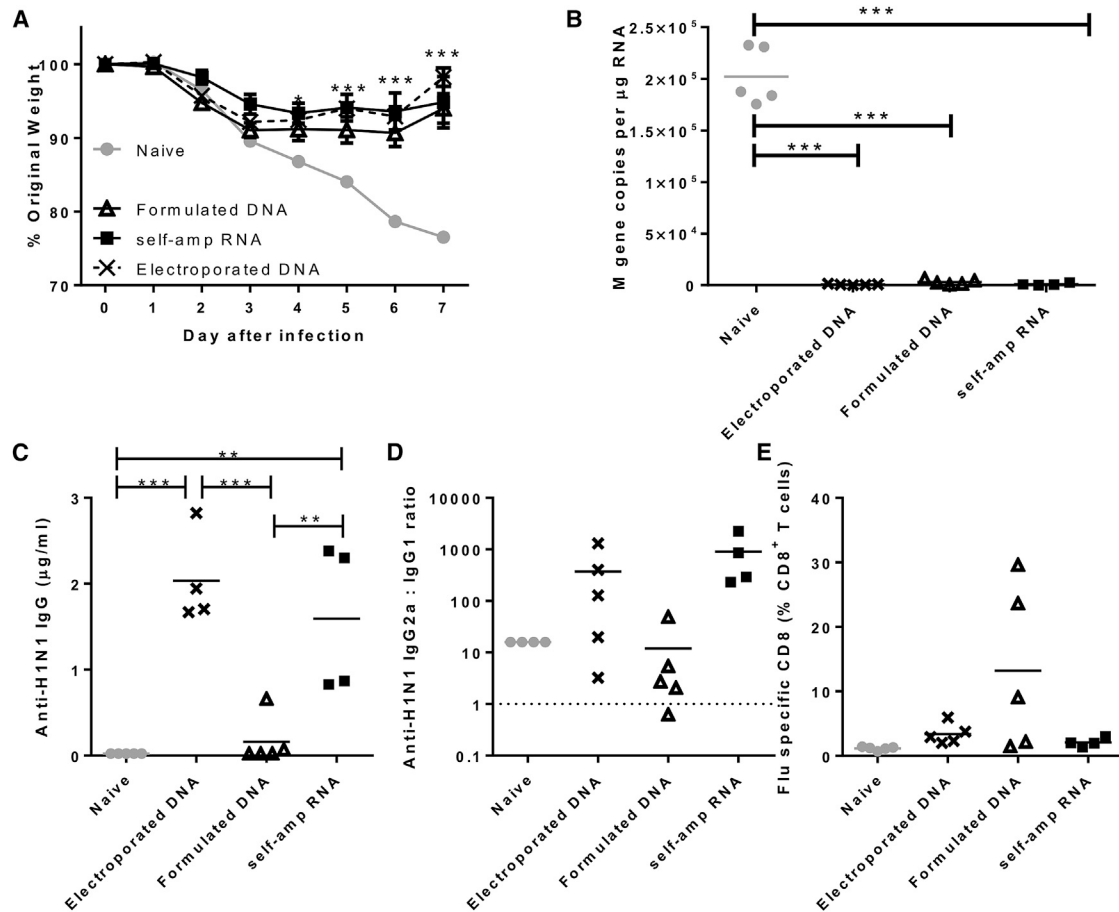 A
% Original Weight
100
90
80
70
* *** *** ***
Naive
Formulated DNA
self-amp RNA
Electroporated DNA
0 1 2 3 4 5 6 7
Day after infection
B
M gene copies per µg RNA
2.5×10⁵
2×10⁵
1.5×10⁵
1×10⁵
5×10⁴
0
***
***
***
Naive
Electroporated DNA
Formulated DNA
self-amp RNA
C
Anti-H1N1 IgG (µg/ml)
3
2
1
0
**
*** ***
**
Naive
Electroporated DNA
Formulated DNA
self-amp RNA
D
Anti-H1N1 IgG2a : IgG1 ratio
10000
1000
100
10
1
0.1
Naive
Electroporated DNA
Formulated DNA
self-amp RNA
E
Flu specific CD8 (% CD8⁺ T cells)
40
30
20
10
0
Naive
Electroporated DNA
Formulated DNA
self-amp RNA